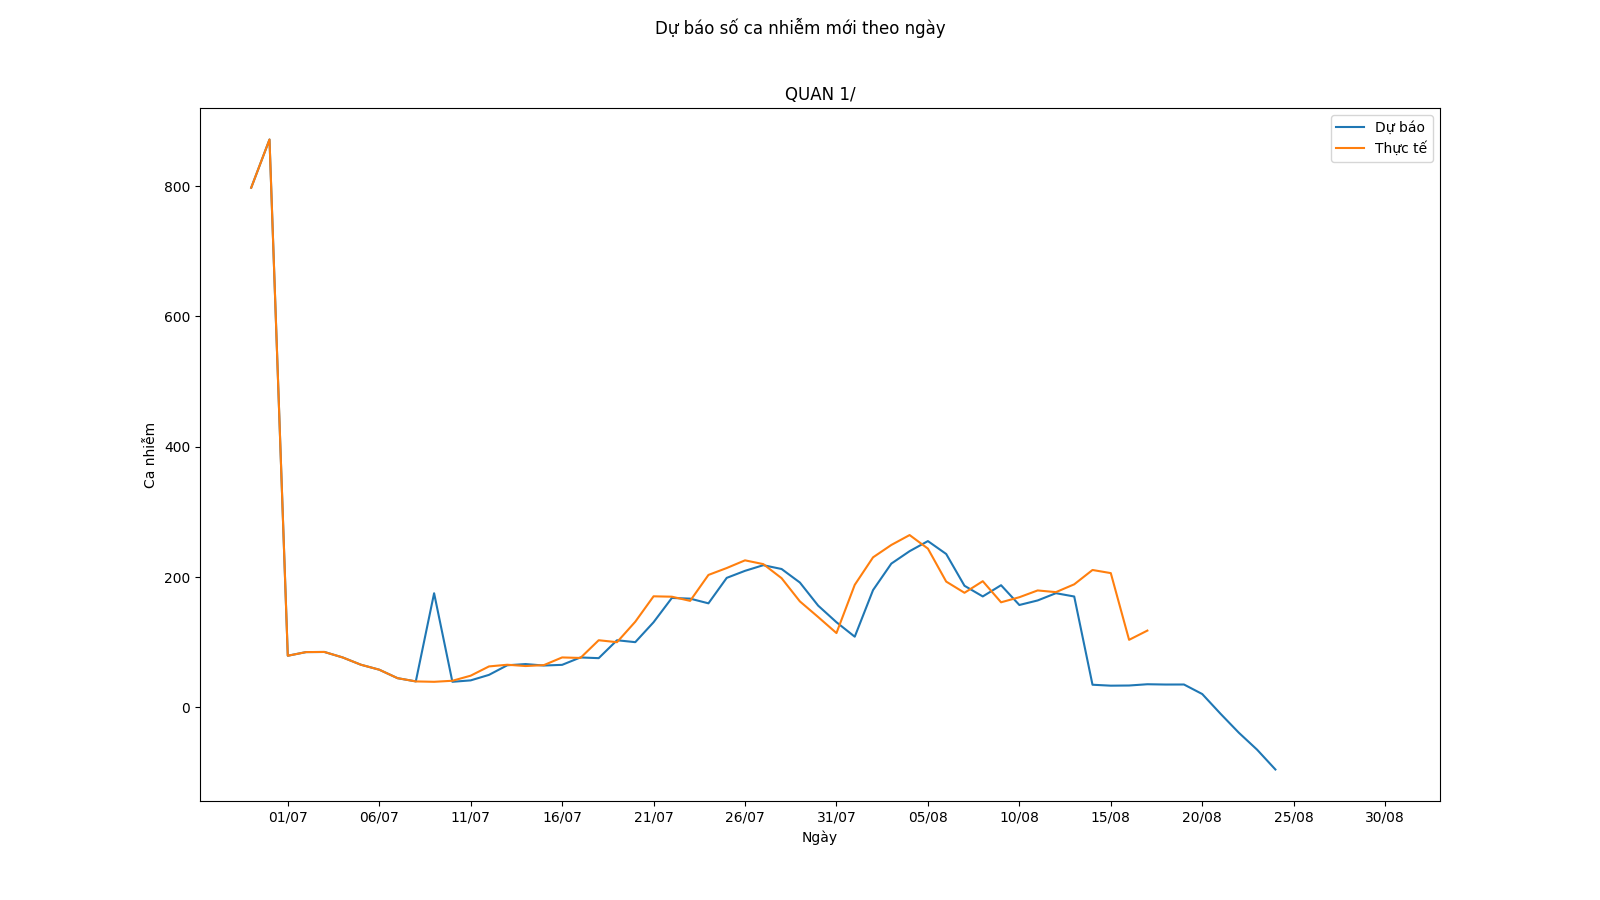 Dự báo số ca nhiễm mới theo ngày
QUAN 1/
Dự báo
Thực tế
Ca nhiễm
800
600
400
200
0
01/07 06/07 11/07 16/07 21/07 26/07 31/07 05/08 10/08 15/08 20/08 25/08 30/08
Ngày